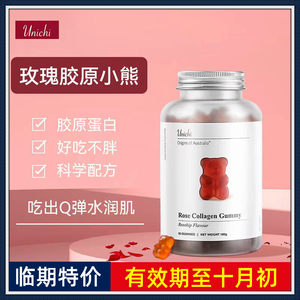 Unichi
玫瑰胶原小熊
胶原蛋白
好吃不胖
科学配方
吃出Q弹水润肌
Unichi
Origins of Australia
Rose Collagen Gummy
Rosehip Flavour
临期特价
有效期至十月初